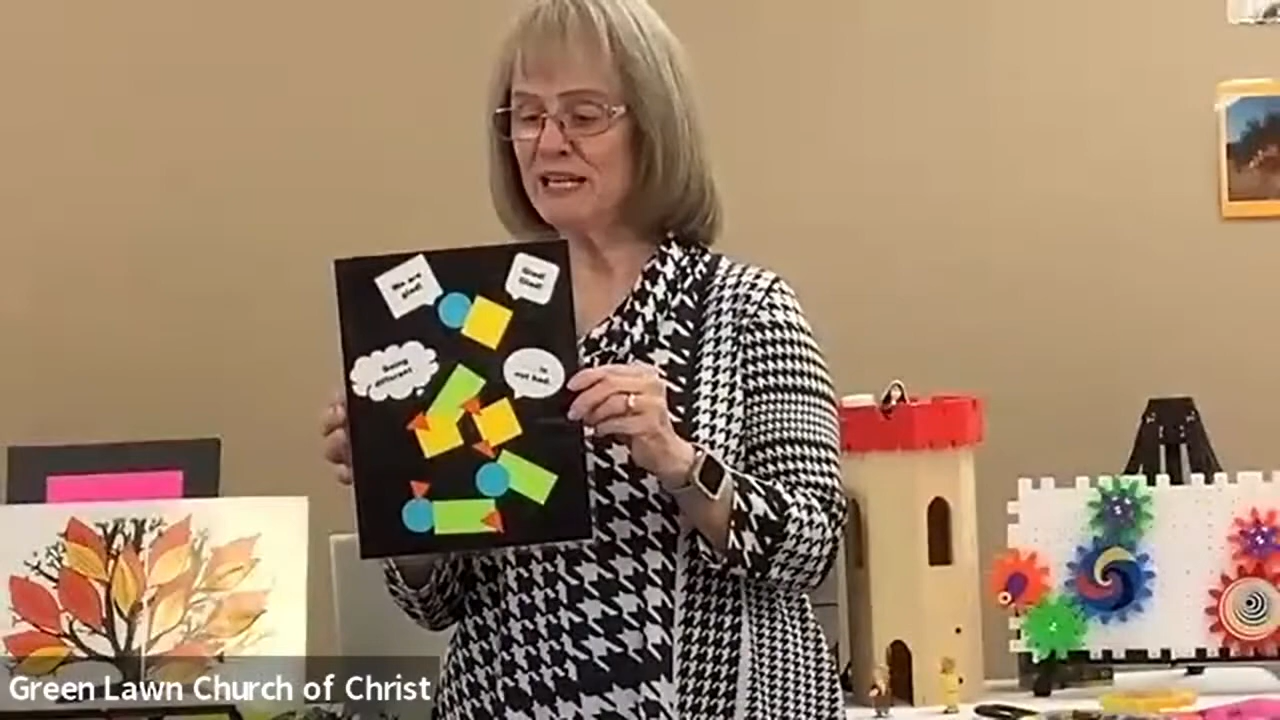 We are
glad!
Glad!
Glad!
Being
different
... is
not bad.
Green Lawn Church of Christ